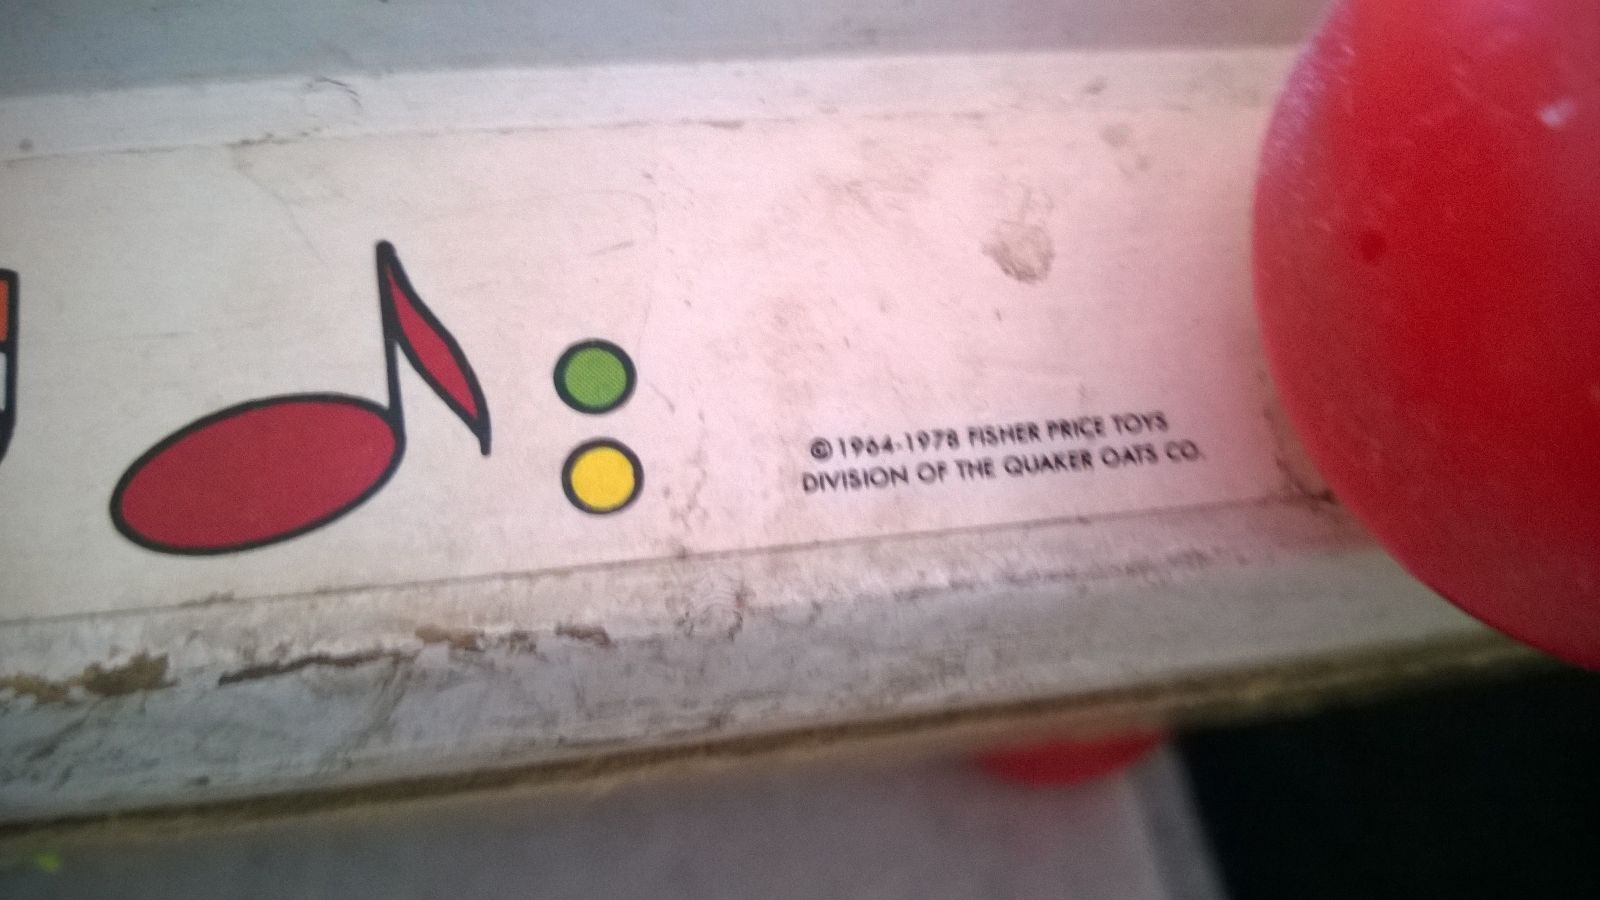 ©1964-1978 FISHER PRICE TOYS
DIVISION OF THE QUAKER OATS CO.